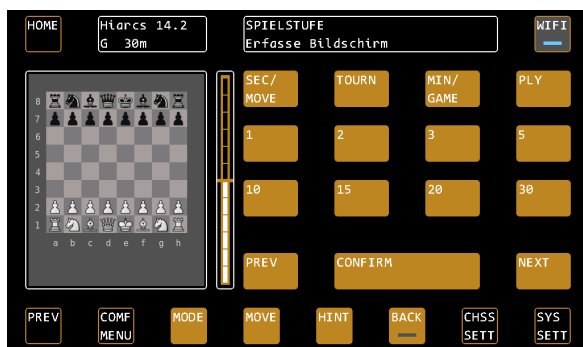 HOME
Hiarcs 14.2
G 30m
SPIELSTUFE
Erfasse Bildschirm
WIFI
8
7
6
5
4
3
2
1
a b c d e f g h
SEC/
MOVE
TOURN
MIN/
GAME
PLY
1
2
3
5
10
15
20
30
PREV
CONFIRM
NEXT
PREV
COMF
MENU
MODE
MOVE
HINT
BACK
CHSS
SETT
SYS
SETT